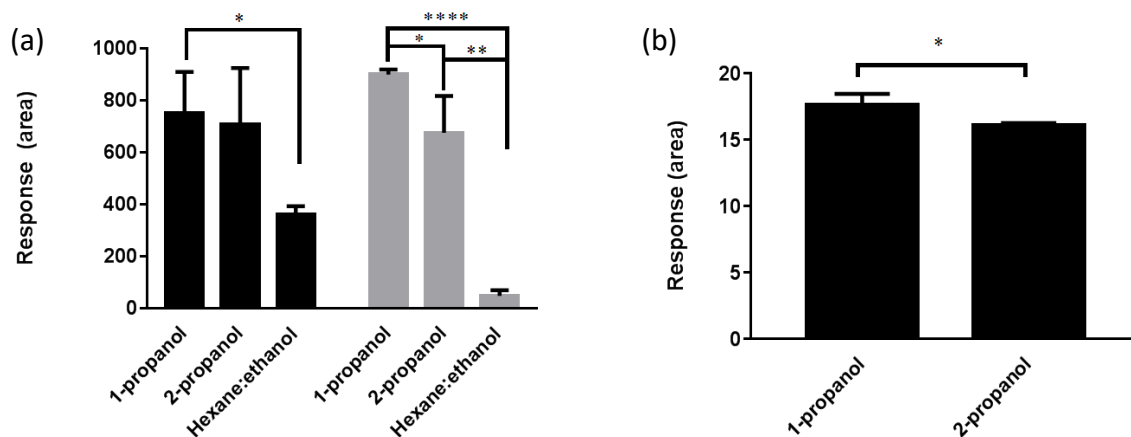 (a)
Response (area)
1000
800
600
400
200
0
*
****
*
**
1-propanol
2-propanol
Hexane:ethanol
1-propanol
2-propanol
Hexane:ethanol
(b)
Response (area)
20
15
10
5
0
*
1-propanol
2-propanol